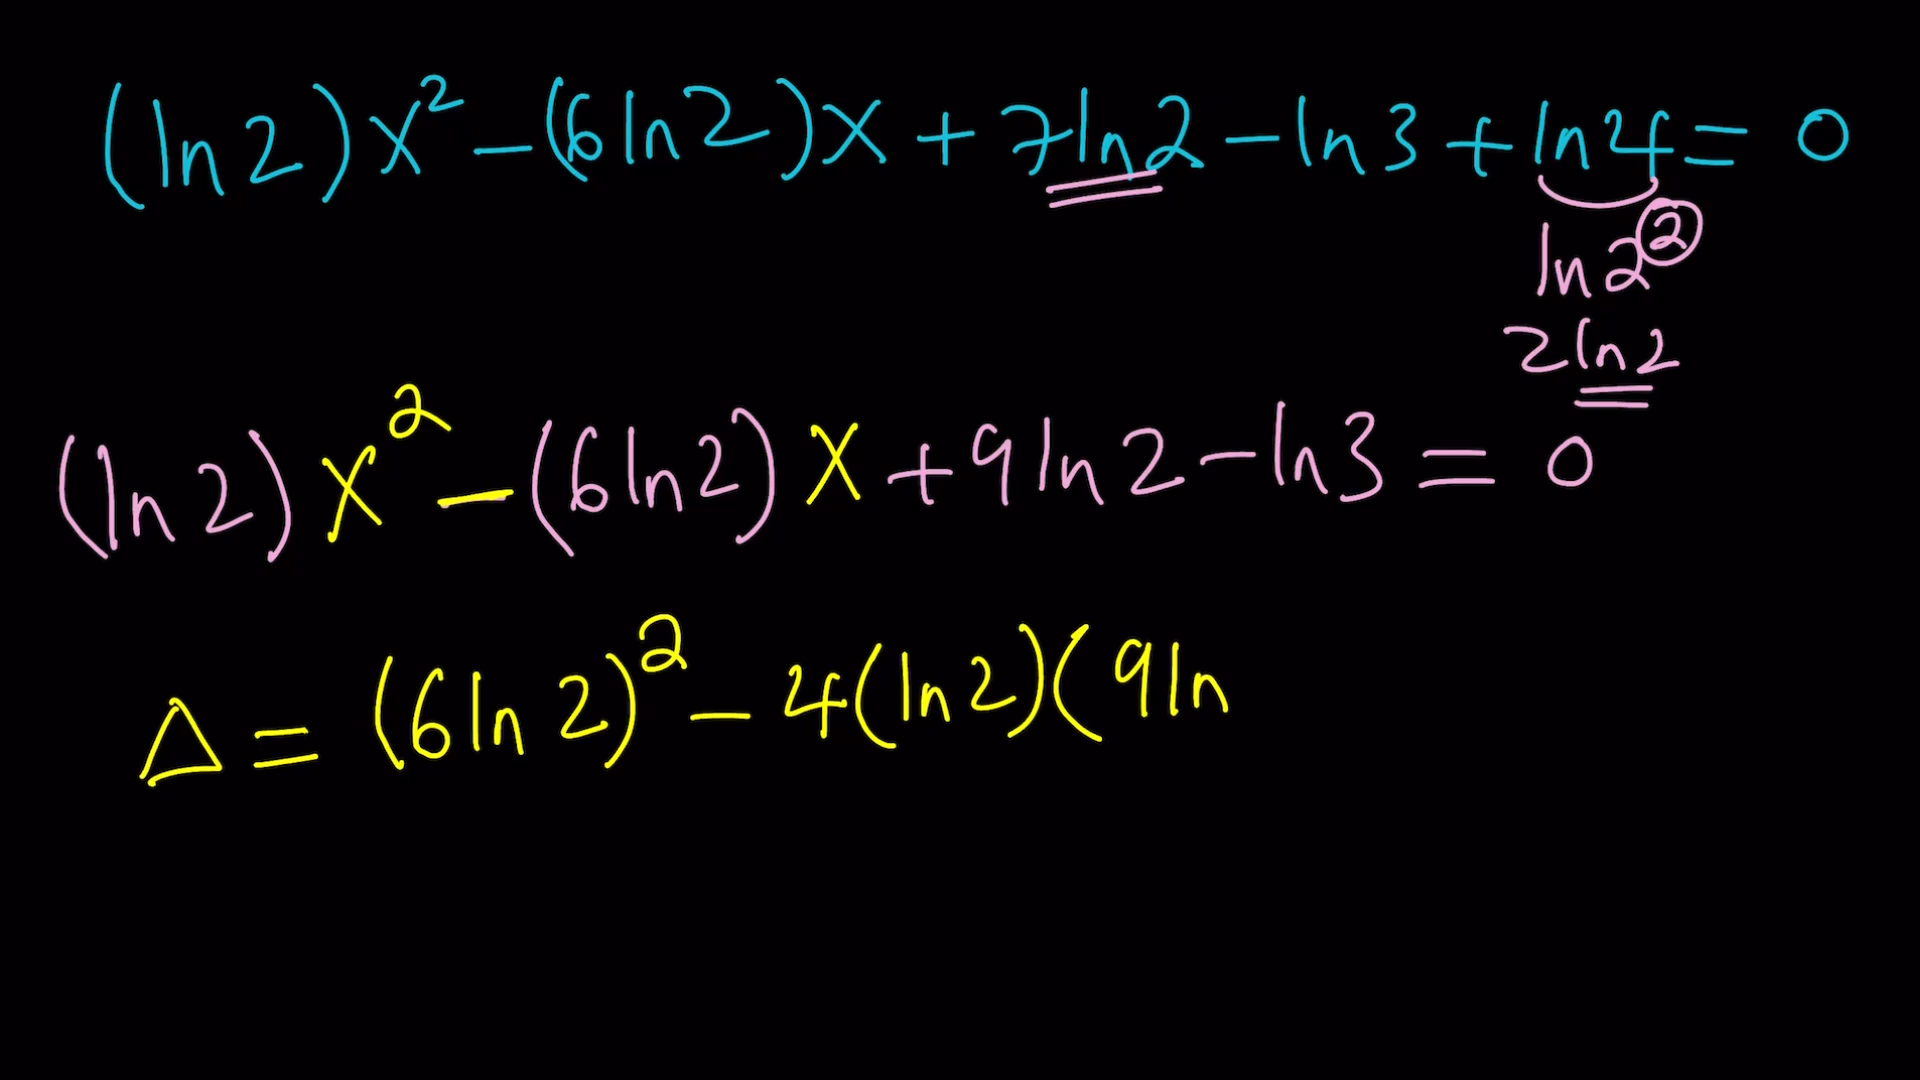 (ln2)x² - (6ln2)x + 7ln2 - ln3 + ln4 = 0
ln2²
2ln2
(ln2)x² - (6ln2)x + 9ln2 - ln3 = 0
Δ = (6ln2)² - 4(ln2)(9ln